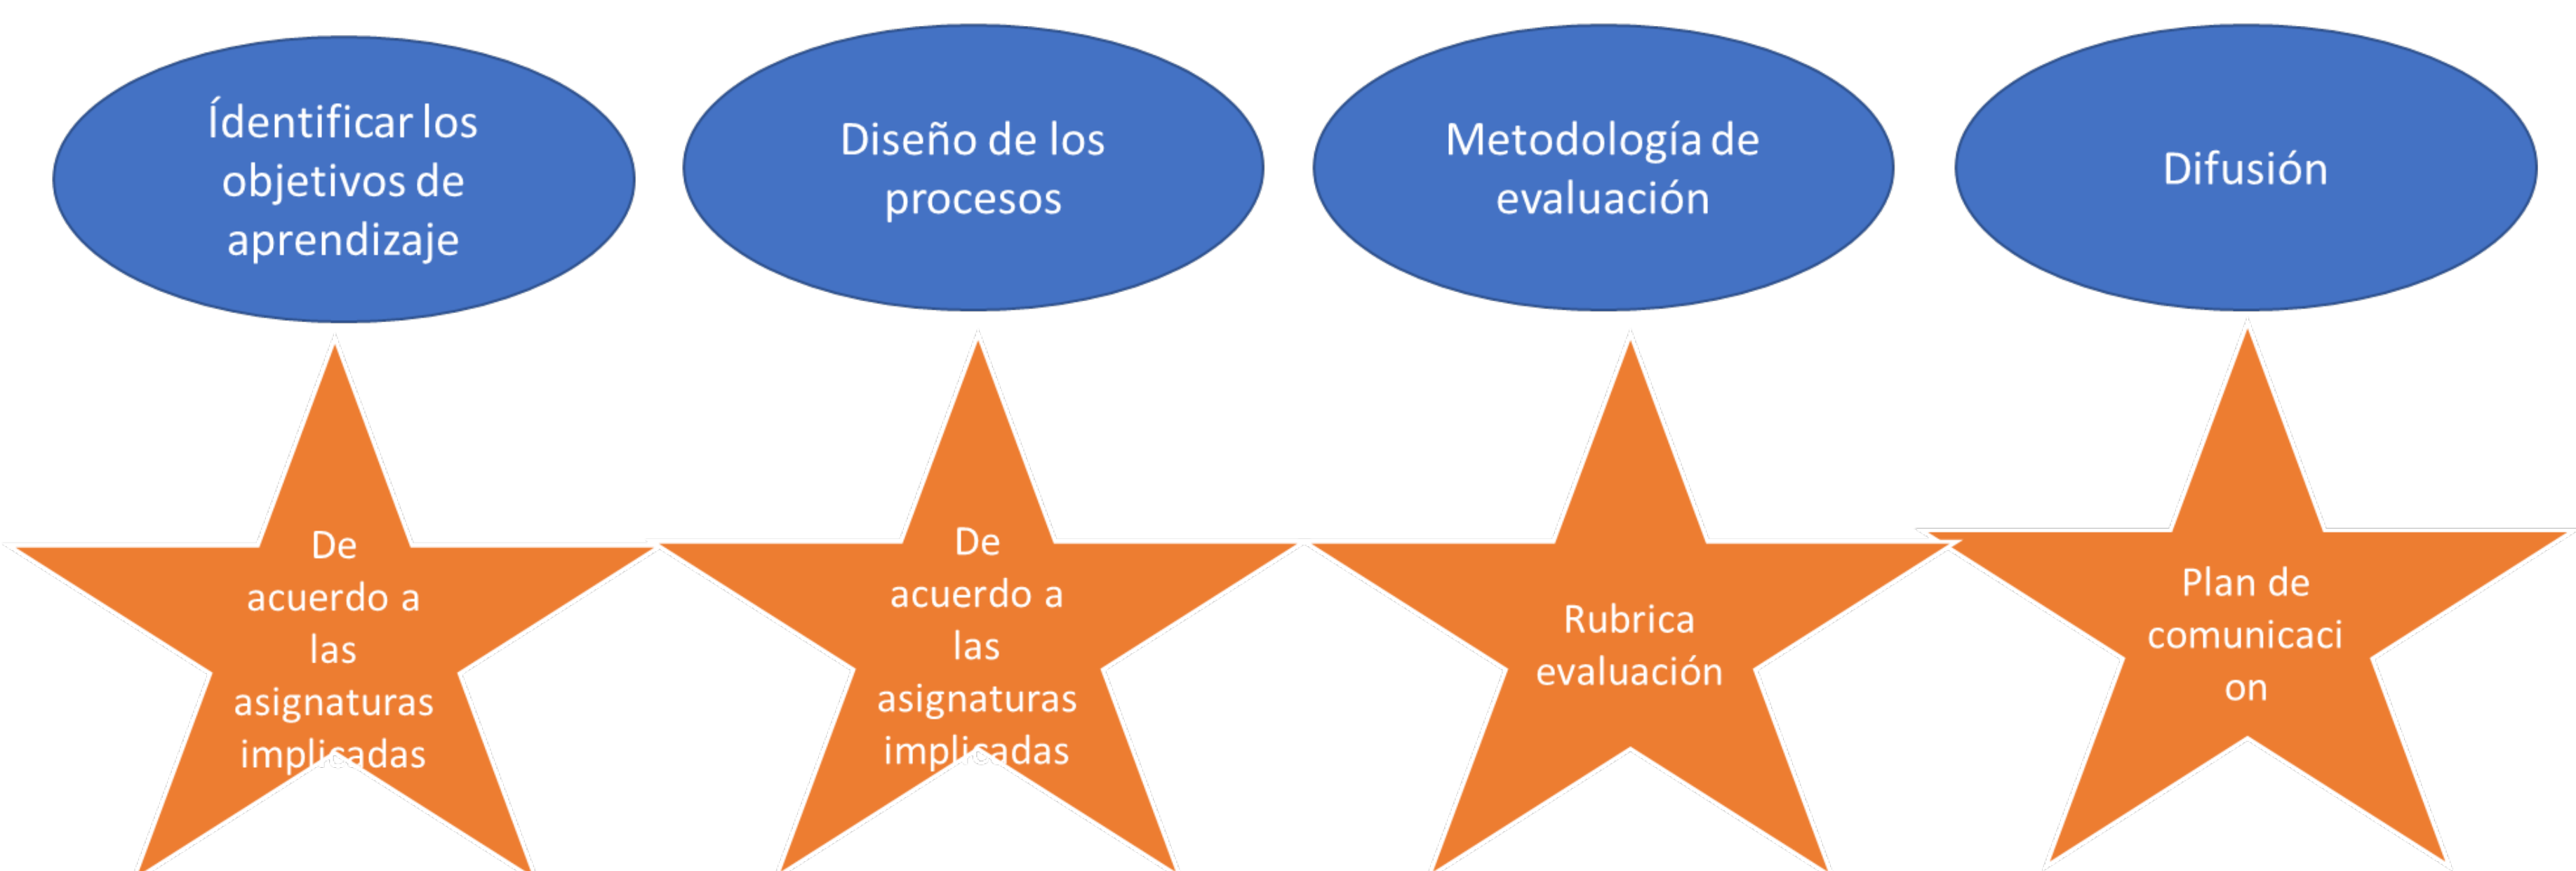 Ídentificar los
objetivos de
aprendizaje
Diseño de los
procesos
Metodología de
evaluación
Difusión
De
acuerdo a
las
asignaturas
implicadas
De
acuerdo a
las
asignaturas
implicadas
Rubrica
evaluación
Plan de
comunicaci
on